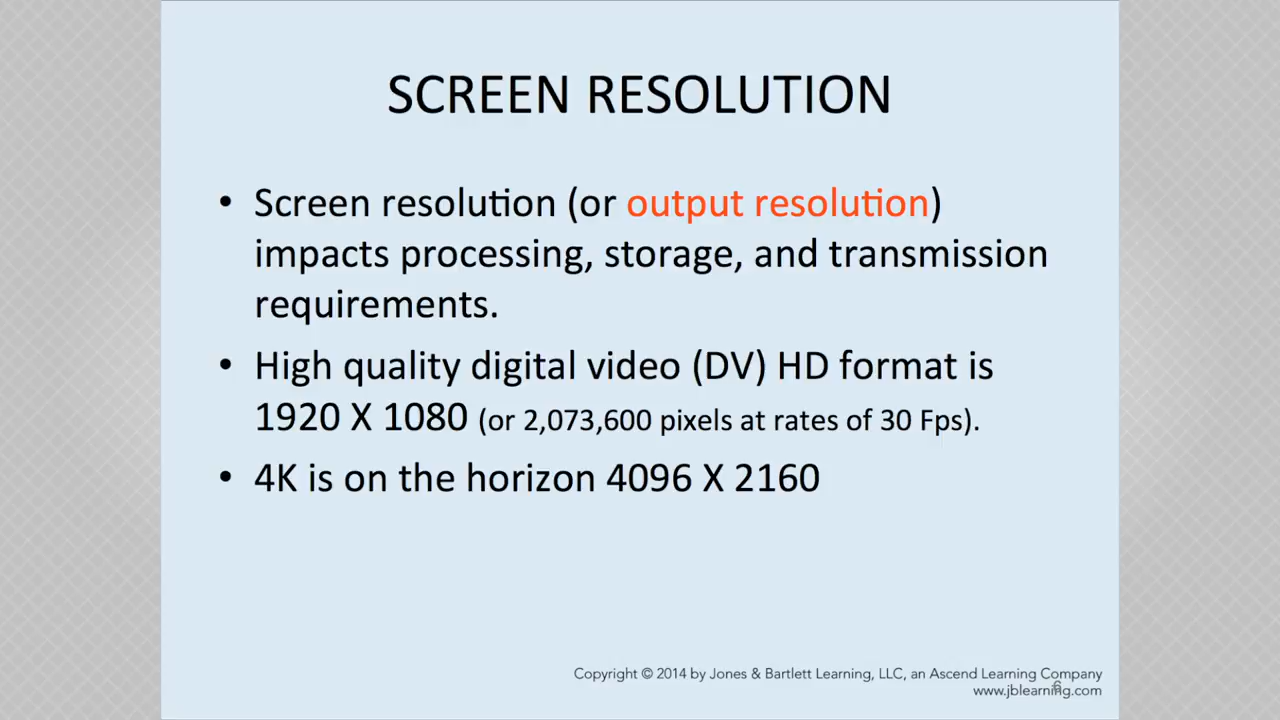 SCREEN RESOLUTION
• Screen resolution (or output resolution)
impacts processing, storage, and transmission
requirements.
• High quality digital video (DV) HD format is
1920 X 1080 (or 2,073,600 pixels at rates of 30 Fps).
• 4K is on the horizon 4096 X 2160
Copyright © 2014 by Jones & Bartlett Learning, LLC, an Ascend Learning Company
www.jblearning.com
6